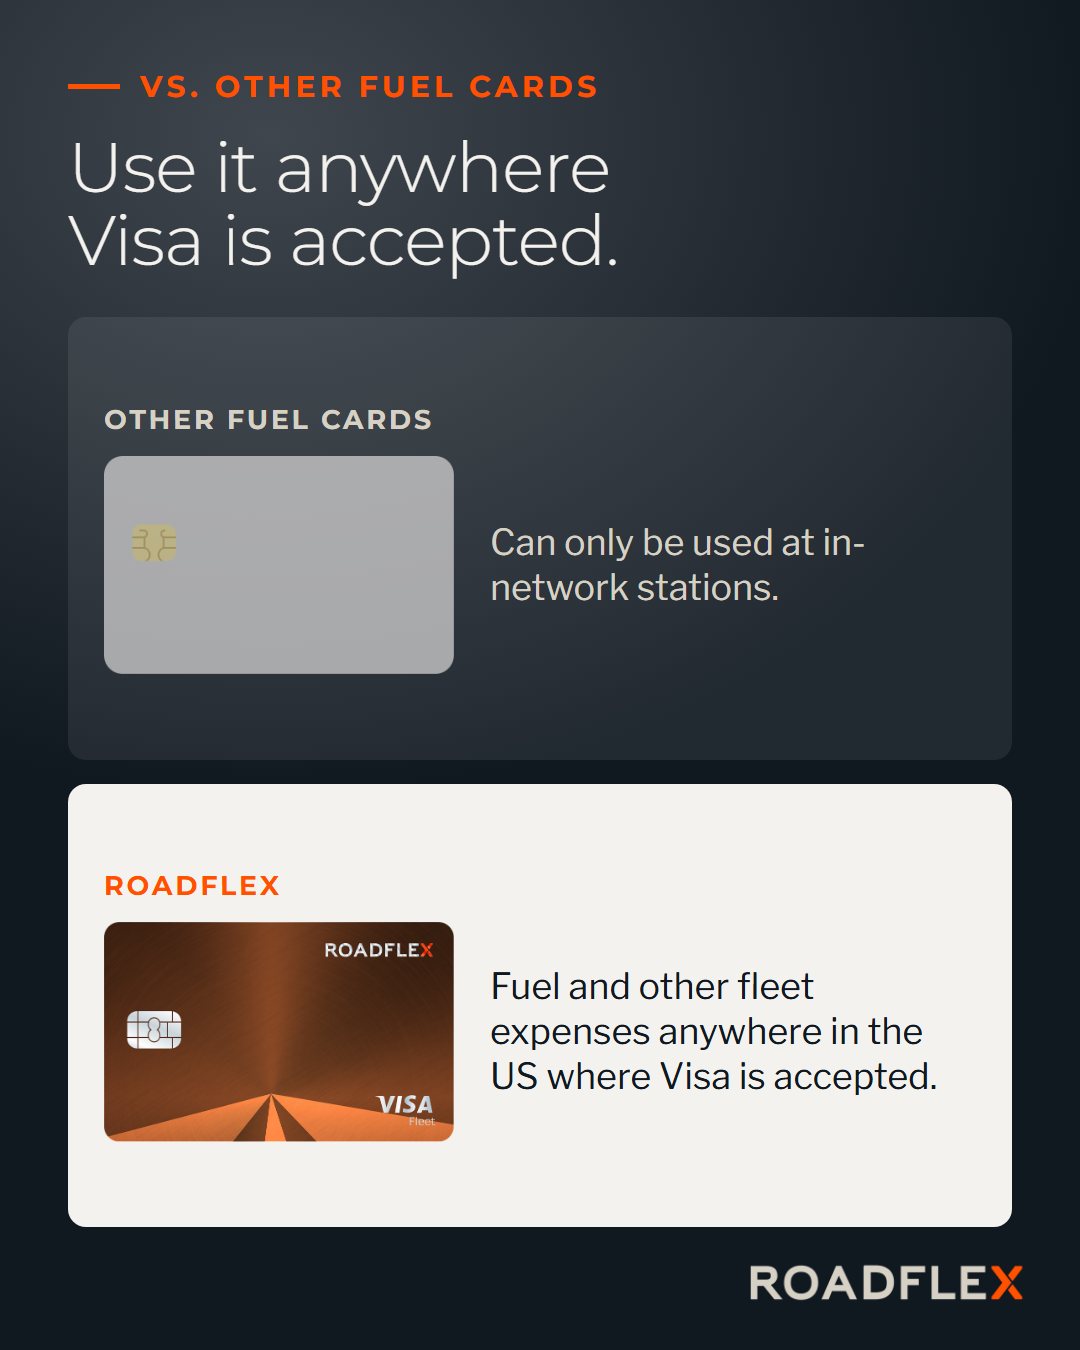 VS. OTHER FUEL CARDS
Use it anywhere
Visa is accepted.
OTHER FUEL CARDS
Can only be used at in-
network stations.
ROADFLEX
ROADFLEX
VISA
Fleet
Fuel and other fleet
expenses anywhere in the
US where Visa is accepted.
ROADFLEX